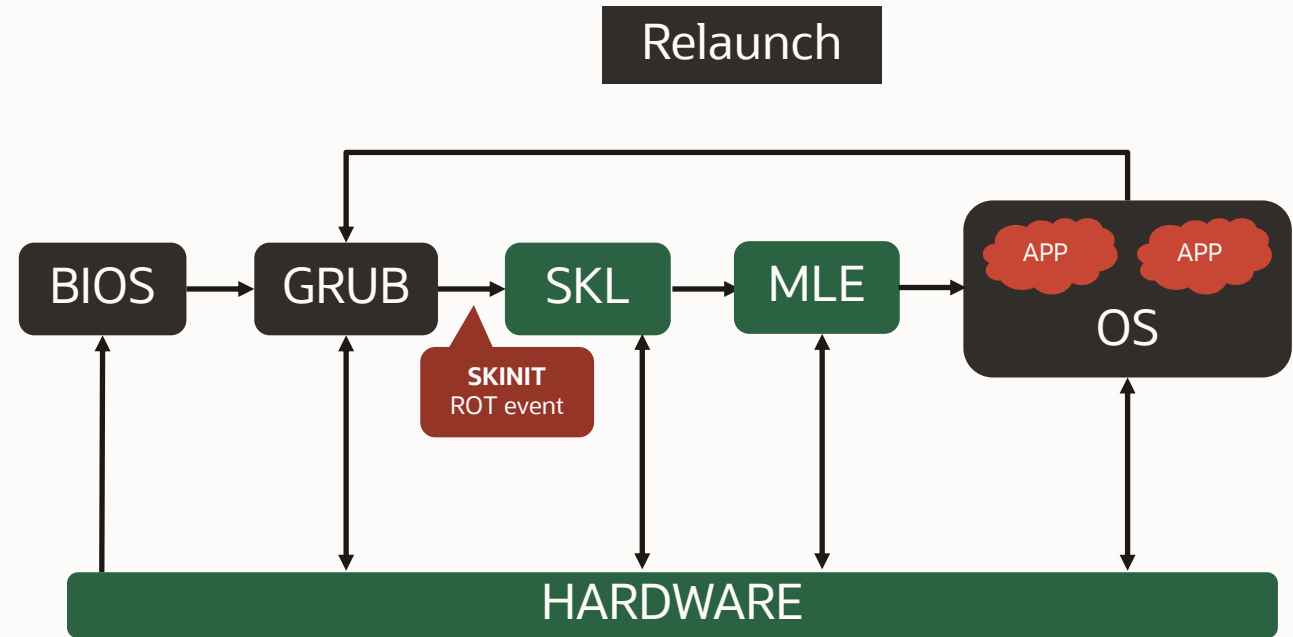 Relaunch
BIOS
GRUB
SKL
MLE
APP
APP
OS
SKINIT
ROT event
HARDWARE